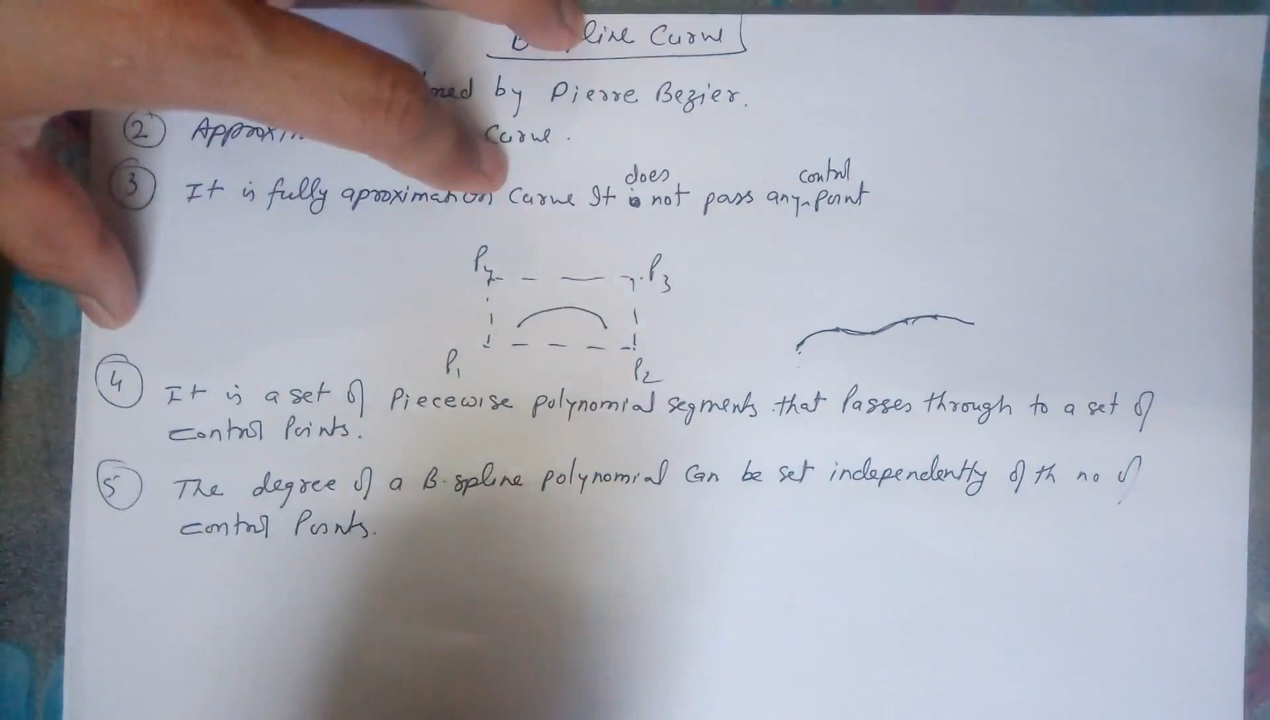 line Curve
by Pierre Bezier.
② Curve.
③ It is fully aproximation Curve It does not pass any control point
P4 P3
P1 P2
④ It is a set of Piecewise polynomial segments that Passes through to a set of
control Points.
⑤ The degree of a B-spline polynomial Can be set independently of th no of
control Points.